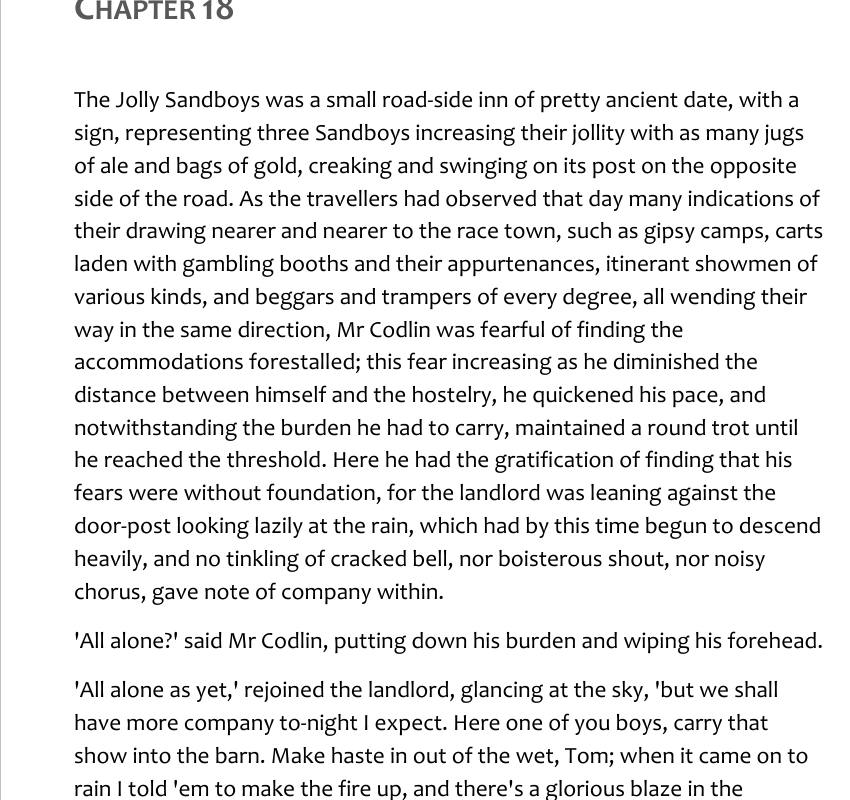 CHAPTER 18
The Jolly Sandboys was a small road-side inn of pretty ancient date, with a
sign, representing three Sandboys increasing their jollity with as many jugs
of ale and bags of gold, creaking and swinging on its post on the opposite
side of the road. As the travellers had observed that day many indications of
their drawing nearer and nearer to the race town, such as gipsy camps, carts
laden with gambling booths and their appurtenances, itinerant showmen of
various kinds, and beggars and trampers of every degree, all wending their
way in the same direction, Mr Codlin was fearful of finding the
accommodations forestalled; this fear increasing as he diminished the
distance between himself and the hostelry, he quickened his pace, and
notwithstanding the burden he had to carry, maintained a round trot until
he reached the threshold. Here he had the gratification of finding that his
fears were without foundation, for the landlord was leaning against the
door-post looking lazily at the rain, which had by this time begun to descend
heavily, and no tinkling of cracked bell, nor boisterous shout, nor noisy
chorus, gave note of company within.
'All alone?' said Mr Codlin, putting down his burden and wiping his forehead.
'All alone as yet,' rejoined the landlord, glancing at the sky, 'but we shall
have more company to-night I expect. Here one of you boys, carry that
show into the barn. Make haste in out of the wet, Tom; when it came on to
rain I told 'em to make the fire up, and there's a glorious blaze in the